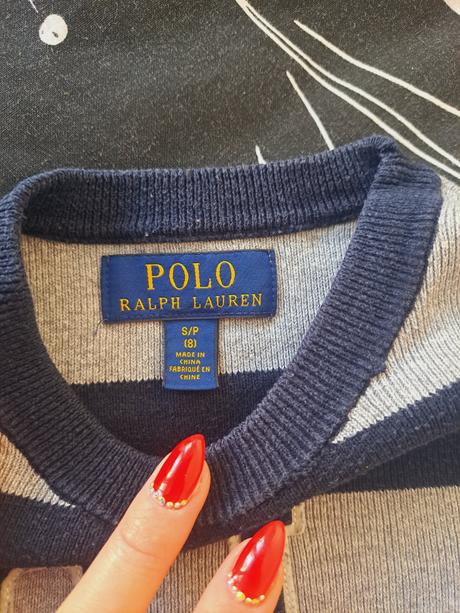 POLO
RALPH LAUREN
S/P
(8)
MADE IN
CHINA
FABRIQUÉ EN
CHINE